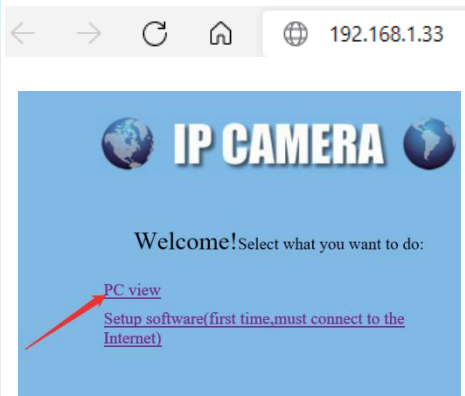 192.168.1.33
IP CAMERA
Welcome!Select what you want to do:
PC view
Setup software(first time,must connect to the
Internet)